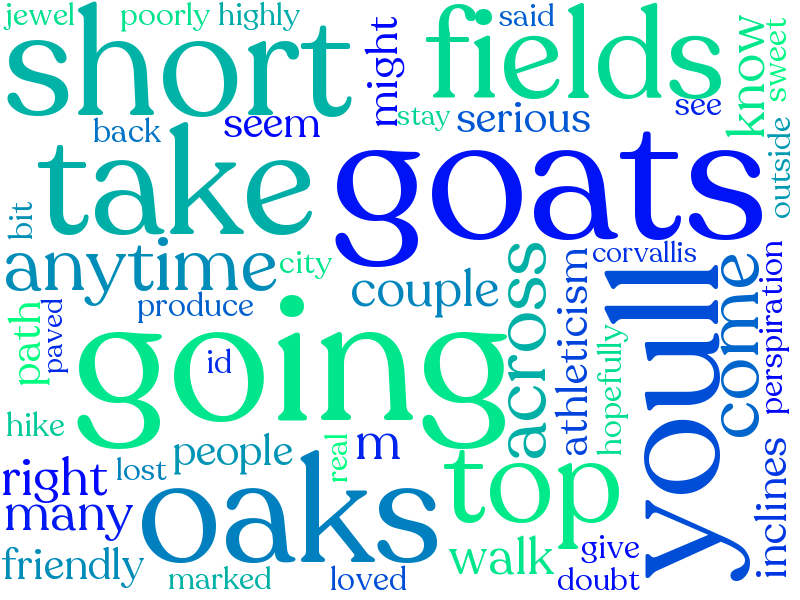 jewel
poorly
highly
said
short
might
fields
know
sweet
stay
serious
see
back
seem
outside
take
goats
bit
anytime
city
corvallis
couple
across
athleticism
youll
come
perspiration
produce
path
paved
going
id
hopefully
hike
people
real
m
top
right
lost
oaks
many
inclines
friendly
walk
give
marked
loved
doubt